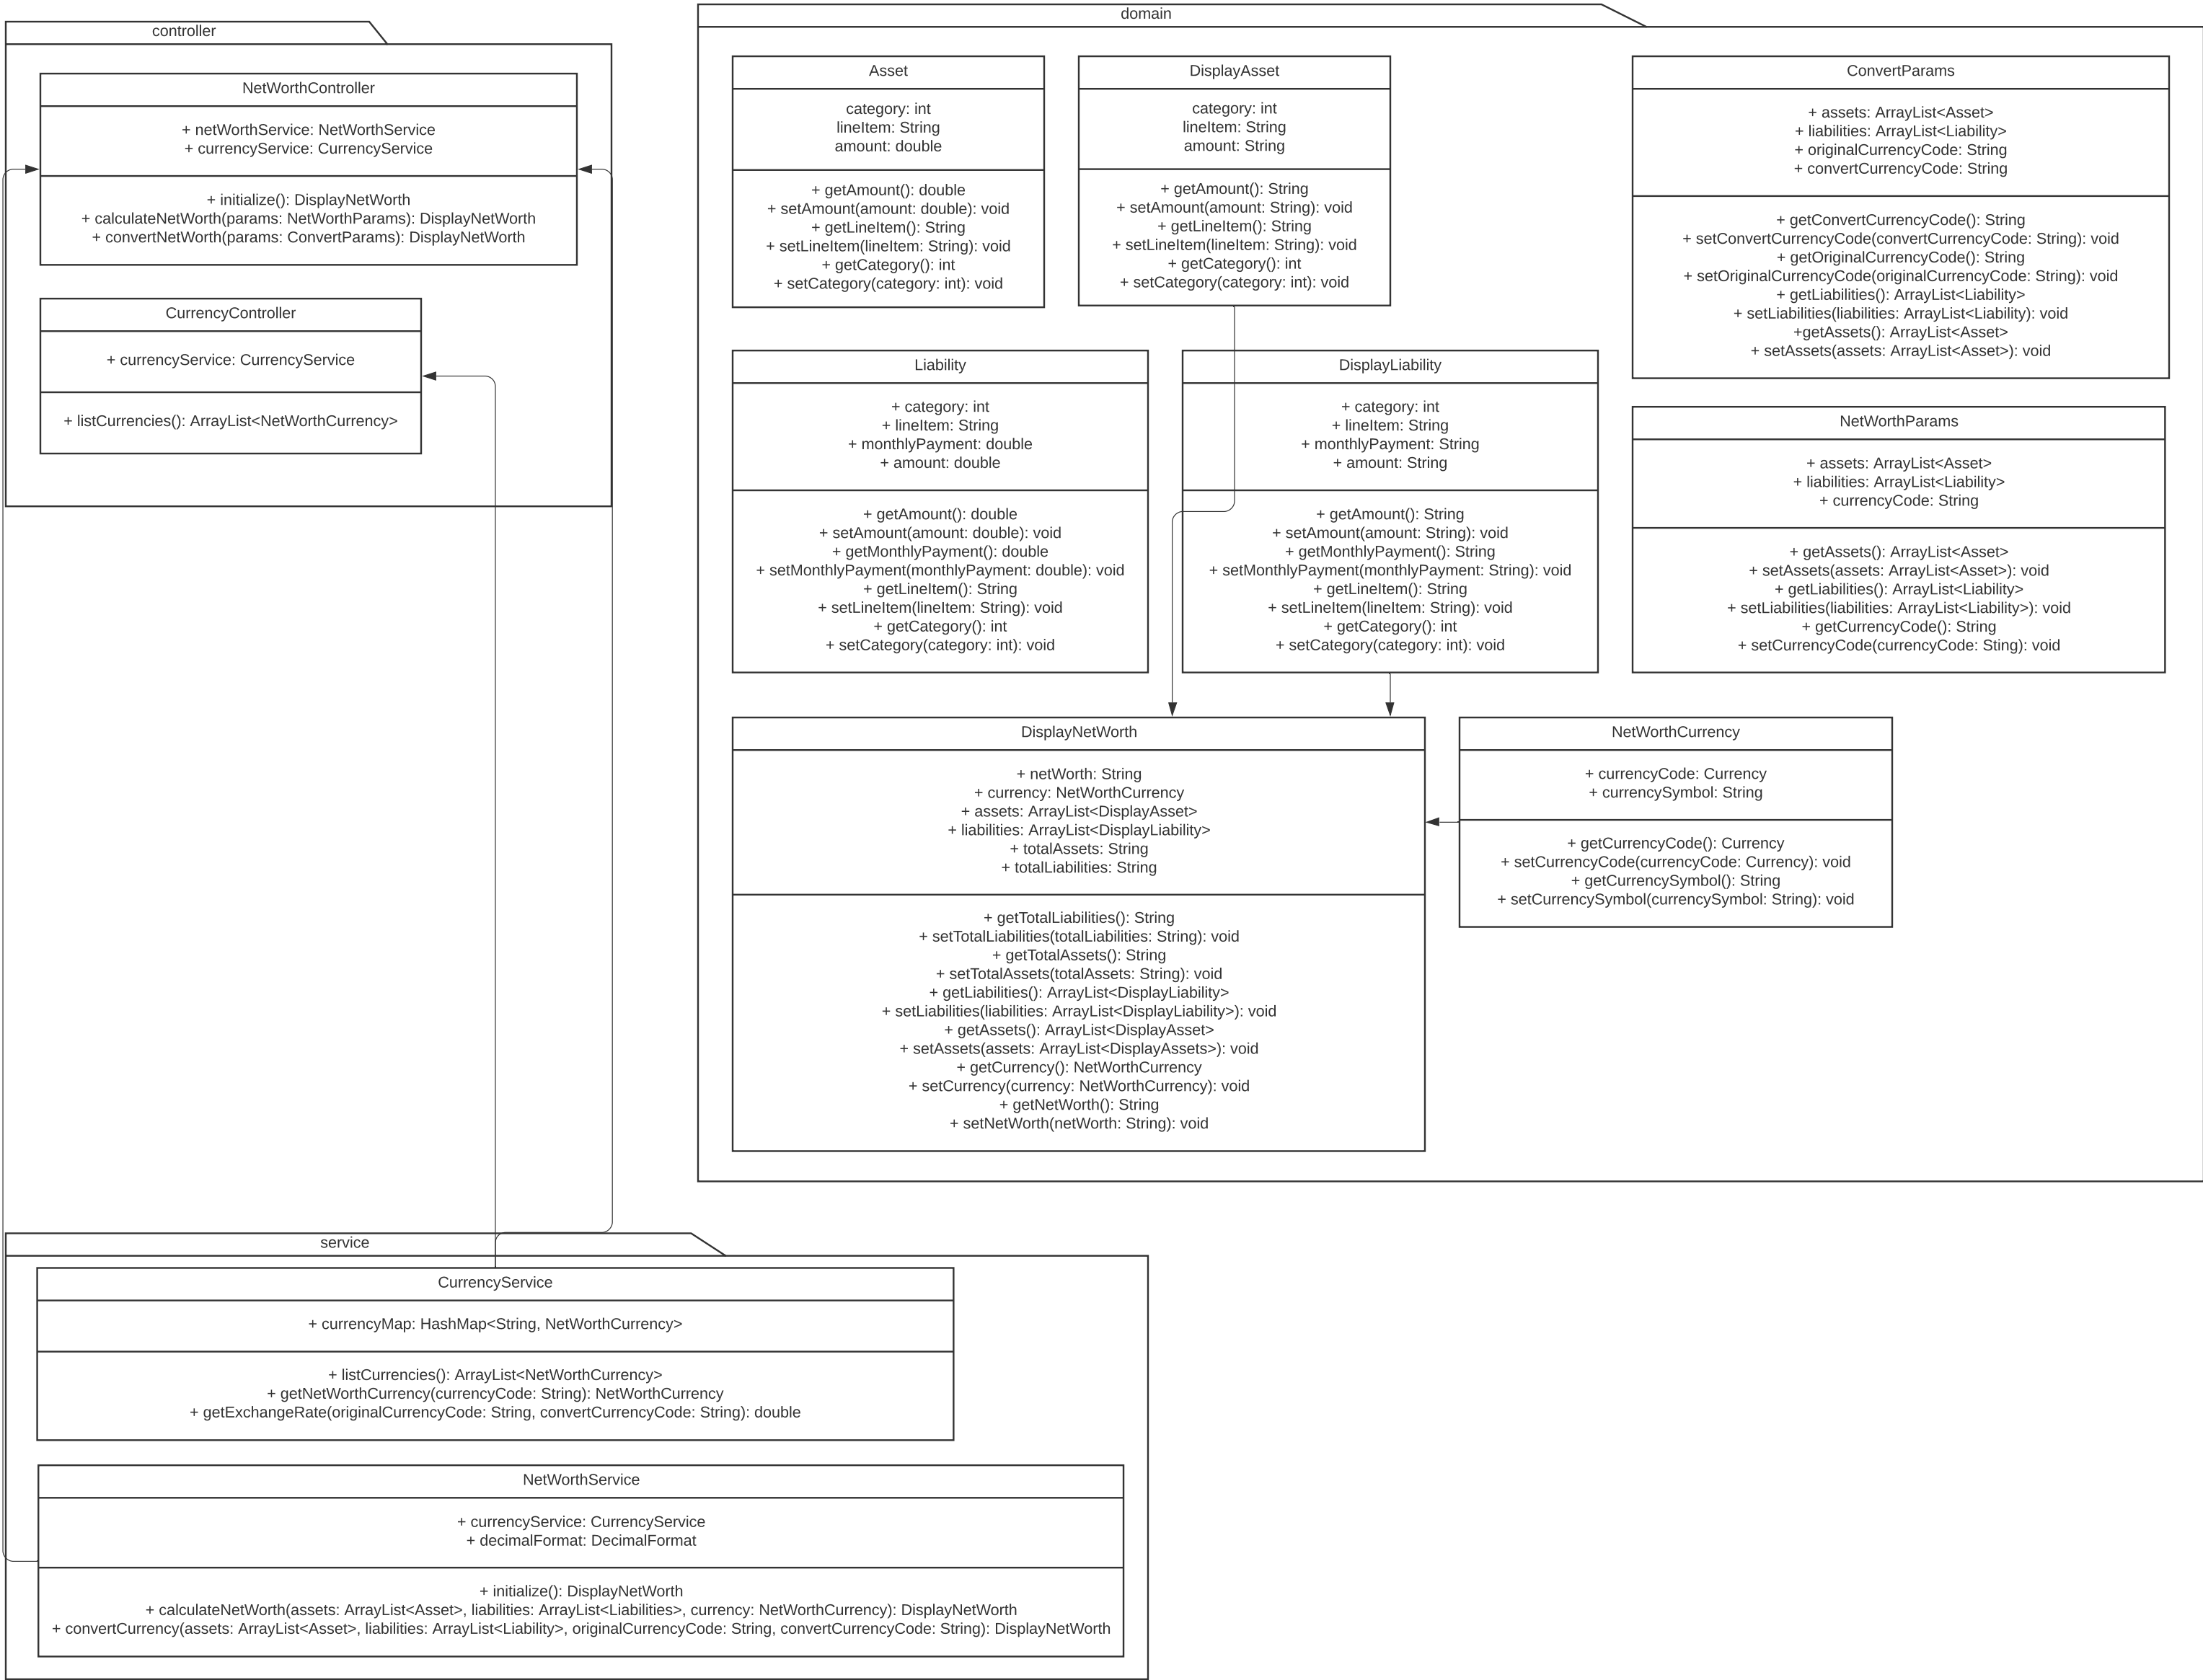 controller
NetWorthController
+ netWorthService: NetWorthService
+ currencyService: CurrencyService
+ initialize(): DisplayNetWorth
+ calculateNetWorth(params: NetWorthParams): DisplayNetWorth
+ convertNetWorth(params: ConvertParams): DisplayNetWorth
CurrencyController
+ currencyService: CurrencyService
+ listCurrencies(): ArrayList<NetWorthCurrency>
domain
Asset
category: int
lineItem: String
amount: double
+ getAmount(): double
+ setAmount(amount: double): void
+ getLineItem(): String
+ setLineItem(lineItem: String): void
+ getCategory(): int
+ setCategory(category: int): void
DisplayAsset
category: int
lineItem: String
amount: String
+ getAmount(): String
+ setAmount(amount: String): void
+ getLineItem(): String
+ setLineItem(lineItem: String): void
+ getCategory(): int
+ setCategory(category: int): void
ConvertParams
+ assets: ArrayList<Asset>
+ liabilities: ArrayList<Liability>
+ originalCurrencyCode: String
+ convertCurrencyCode: String
+ getConvertCurrencyCode(): String
+ setConvertCurrencyCode(convertCurrencyCode: String): void
+ getOriginalCurrencyCode(): String
+ setOriginalCurrencyCode(originalCurrencyCode: String): void
+ getLiabilities(): ArrayList<Liability>
+ setLiabilities(liabilities: ArrayList<Liability): void
+getAssets(): ArrayList<Asset>
+ setAssets(assets: ArrayList<Asset>): void
Liability
+ category: int
+ lineItem: String
+ monthlyPayment: double
+ amount: double
+ getAmount(): double
+ setAmount(amount: double): void
+ getMonthlyPayment(): double
+ setMonthlyPayment(monthlyPayment: double): void
+ getLineItem(): String
+ setLineItem(lineItem: String): void
+ getCategory(): int
+ setCategory(category: int): void
DisplayLiability
+ category: int
+ lineItem: String
+ monthlyPayment: String
+ amount: String
+ getAmount(): String
+ setAmount(amount: String): void
+ getMonthlyPayment(): String
+ setMonthlyPayment(monthlyPayment: String): void
+ getLineItem(): String
+ setLineItem(lineItem: String): void
+ getCategory(): int
+ setCategory(category: int): void
NetWorthParams
+ assets: ArrayList<Asset>
+ liabilities: ArrayList<Liability>
+ currencyCode: String
+ getAssets(): ArrayList<Asset>
+ setAssets(assets: ArrayList<Asset>): void
+ getLiabilities(): ArrayList<Liability>
+ setLiabilities(liabilities: ArrayList<Liability>): void
+ getCurrencyCode(): String
+ setCurrencyCode(currencyCode: Sting): void
DisplayNetWorth
+ netWorth: String
+ currency: NetWorthCurrency
+ assets: ArrayList<DisplayAsset>
+ liabilities: ArrayList<DisplayLiability>
+ totalAssets: String
+ totalLiabilities: String
+ getTotalLiabilities(): String
+ setTotalLiabilities(totalLiabilities: String): void
+ getTotalAssets(): String
+ setTotalAssets(totalAssets: String): void
+ getLiabilities(): ArrayList<DisplayLiability>
+ setLiabilities(liabilities: ArrayList<DisplayLiability>): void
+ getAssets(): ArrayList<DisplayAsset>
+ setAssets(assets: ArrayList<DisplayAssets>): void
+ getCurrency(): NetWorthCurrency
+ setCurrency(currency: NetWorthCurrency): void
+ getNetWorth(): String
+ setNetWorth(netWorth: String): void
NetWorthCurrency
+ currencyCode: Currency
+ currencySymbol: String
+ getCurrencyCode(): Currency
+ setCurrencyCode(currencyCode: Currency): void
+ getCurrencySymbol(): String
+ setCurrencySymbol(currencySymbol: String): void
service
CurrencyService
+ currencyMap: HashMap<String, NetWorthCurrency>
+ listCurrencies(): ArrayList<NetWorthCurrency>
+ getNetWorthCurrency(currencyCode: String): NetWorthCurrency
+ getExchangeRate(originalCurrencyCode: String, convertCurrencyCode: String): double
NetWorthService
+ currencyService: CurrencyService
+ decimalFormat: DecimalFormat
+ initialize(): DisplayNetWorth
+ calculateNetWorth(assets: ArrayList<Asset>, liabilities: ArrayList<Liabilities>, currency: NetWorthCurrency): DisplayNetWorth
+ convertCurrency(assets: ArrayList<Asset>, liabilities: ArrayList<Liability>, originalCurrencyCode: String, convertCurrencyCode: String): DisplayNetWorth